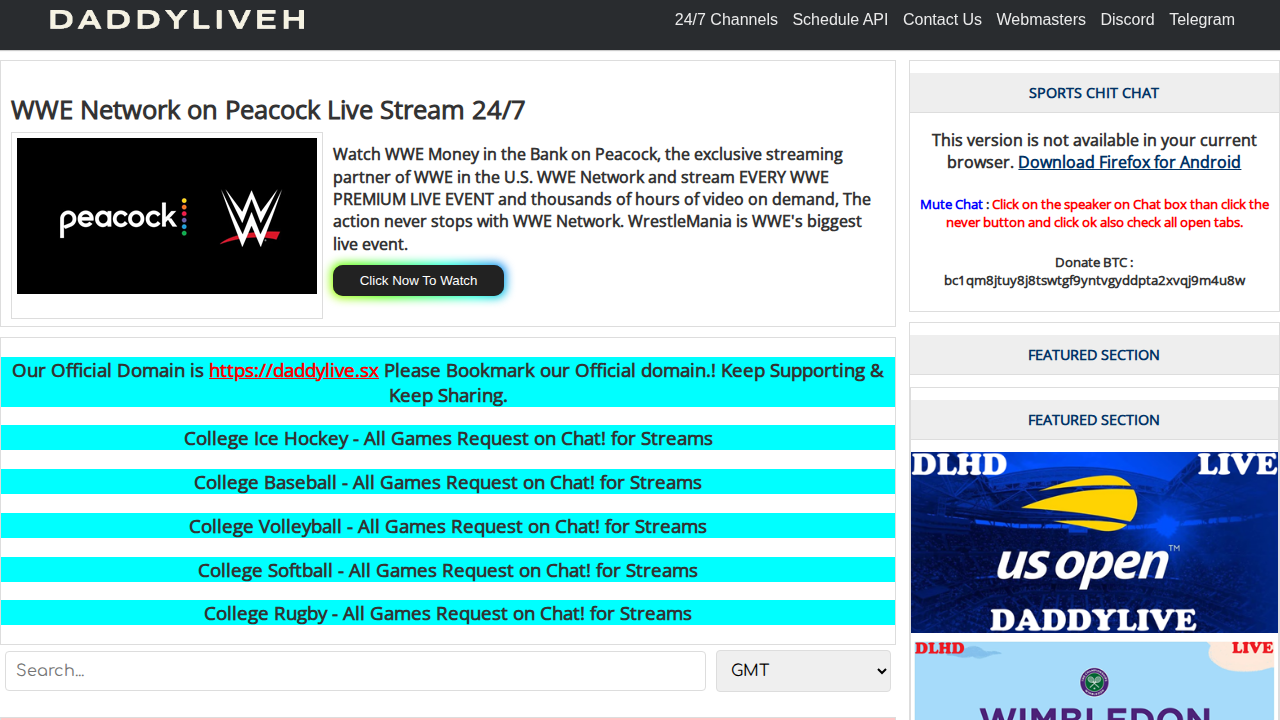 DADDYLIVEH
24/7 Channels Schedule API Contact Us Webmasters Discord Telegram
WWE Network on Peacock Live Stream 24/7
peacock
W
Watch WWE Money in the Bank on Peacock, the exclusive streaming
partner of WWE in the U.S. WWE Network and stream EVERY WWE
PREMIUM LIVE EVENT and thousands of hours of video on demand, The
action never stops with WWE Network. WrestleMania is WWE's biggest
live event.
Click Now To Watch
Our Official Domain is https://daddylive.sx Please Bookmark our Official domain.! Keep Supporting &
Keep Sharing.
College Ice Hockey - All Games Request on Chat! for Streams
College Baseball - All Games Request on Chat! for Streams
College Volleyball - All Games Request on Chat! for Streams
College Softball - All Games Request on Chat! for Streams
College Rugby - All Games Request on Chat! for Streams
Search...
GMT
SPORTS CHIT CHAT
This version is not available in your current
browser. Download Firefox for Android
Mute Chat : Click on the speaker on Chat box than click the
never button and click ok also check all open tabs.
Donate BTC :
bc1qm8jtuy8j8tswtgf9yntvgyddpta2xvqj9m4u8w
FEATURED SECTION
FEATURED SECTION
DLHD LIVE
us open™
DADDYLIVE
DLHD LIVE
WIMBLEDON